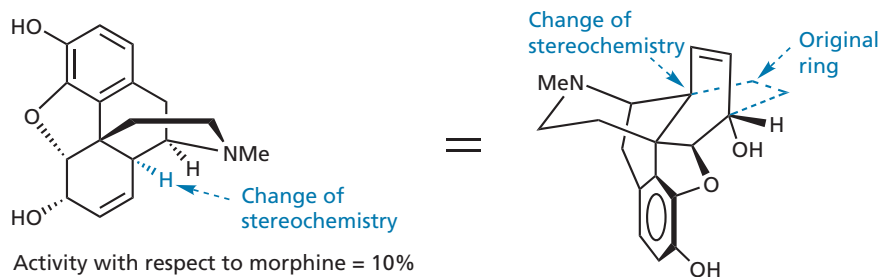 HO
O
HO
H
H
NMe
Change of
stereochemistry
Activity with respect to morphine = 10%
=
Change of
stereochemistry
Original
ring
MeN
H
OH
O
OH